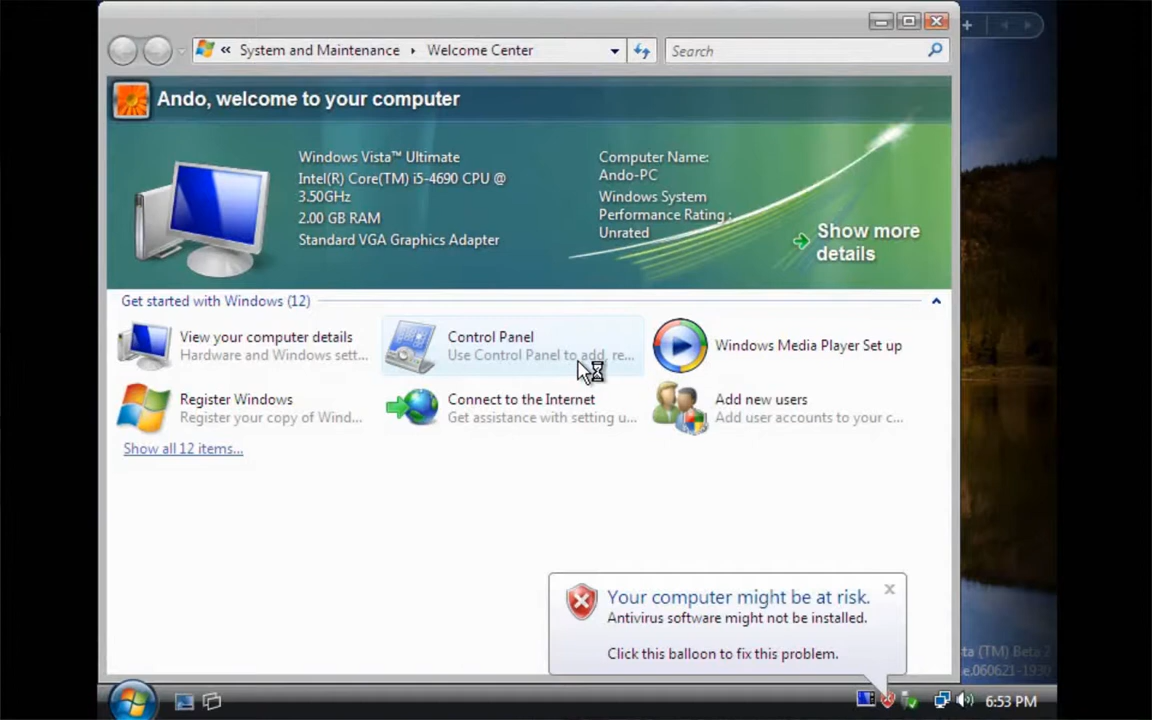 « System and Maintenance ▸ Welcome Center
Search
Ando, welcome to your computer
Windows Vista™ Ultimate
Intel(R) Core(TM) i5-4690 CPU @
3.50GHz
2.00 GB RAM
Standard VGA Graphics Adapter
Computer Name:
Ando-PC
Windows System
Performance Rating :
Unrated
Show more
details
Get started with Windows (12)
View your computer details
Hardware and Windows sett...
Control Panel
Use Control Panel to add, re...
Windows Media Player Set up
Register Windows
Register your copy of Wind...
Connect to the Internet
Get assistance with setting u...
Add new users
Add user accounts to your c...
Show all 12 items...
Your computer might be at risk.
Antivirus software might not be installed.
Click this balloon to fix this problem.
ta (TM) Beta 2
e.060621-1930
6:53 PM